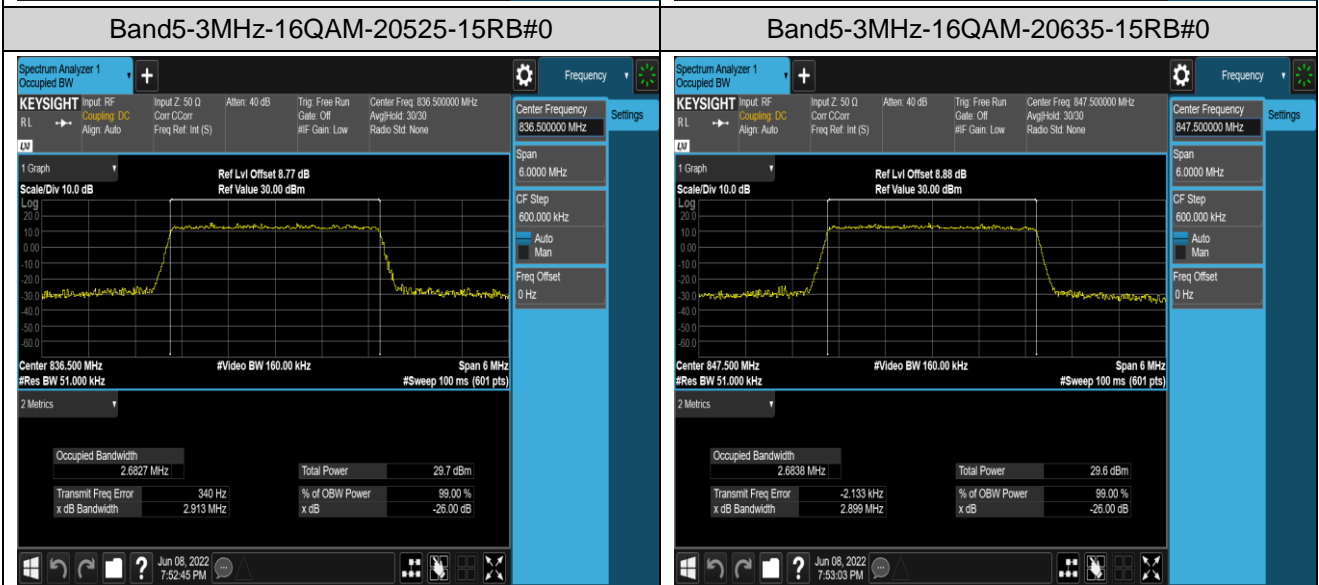 Band5-3MHz-16QAM-20525-15RB#0
Spectrum Analyzer 1
Occupied BW
+
Frequency
KEYSIGHT
RL
LXI
Input: RF
Coupling: DC
Align: Auto
Input Z: 50 Ω
Corr CCorr
Freq Ref: Int (S)
Atten: 40 dB
Trig: Free Run
Gate: Off
#IF Gain: Low
Center Freq: 836.500000 MHz
Avg|Hold: 30/30
Radio Std: None
Center Frequency
836.500000 MHz
Settings
Span
6.0000 MHz
CF Step
600.000 kHz
Auto
Man
Freq Offset
0 Hz
1 Graph
Scale/Div 10.0 dB
Ref Lvl Offset 8.77 dB
Ref Value 30.00 dBm
Log
20.0
10.0
0.00
-10.0
-20.0
-30.0
-40.0
-50.0
-60.0
Center 836.500 MHz
#Video BW 160.00 kHz
Span 6 MHz
#Res BW 51.000 kHz
#Sweep 100 ms (601 pts)
2 Metrics
Occupied Bandwidth
2.6827 MHz
Total Power 29.7 dBm
Transmit Freq Error 340 Hz
% of OBW Power 99.00 %
x dB Bandwidth 2.913 MHz
x dB -26.00 dB
?
Jun 08, 2022
7:52:45 PM
Band5-3MHz-16QAM-20635-15RB#0
Spectrum Analyzer 1
Occupied BW
+
Frequency
KEYSIGHT
RL
LXI
Input: RF
Coupling: DC
Align: Auto
Input Z: 50 Ω
Corr CCorr
Freq Ref: Int (S)
Atten: 40 dB
Trig: Free Run
Gate: Off
#IF Gain: Low
Center Freq: 847.500000 MHz
Avg|Hold: 30/30
Radio Std: None
Center Frequency
847.500000 MHz
Settings
Span
6.0000 MHz
CF Step
600.000 kHz
Auto
Man
Freq Offset
0 Hz
1 Graph
Scale/Div 10.0 dB
Ref Lvl Offset 8.88 dB
Ref Value 30.00 dBm
Log
20.0
10.0
0.00
-10.0
-20.0
-30.0
-40.0
-50.0
-60.0
Center 847.500 MHz
#Video BW 160.00 kHz
Span 6 MHz
#Res BW 51.000 kHz
#Sweep 100 ms (601 pts)
2 Metrics
Occupied Bandwidth
2.6838 MHz
Total Power 29.6 dBm
Transmit Freq Error -2.133 kHz
% of OBW Power 99.00 %
x dB Bandwidth 2.899 MHz
x dB -26.00 dB
?
Jun 08, 2022
7:53:03 PM